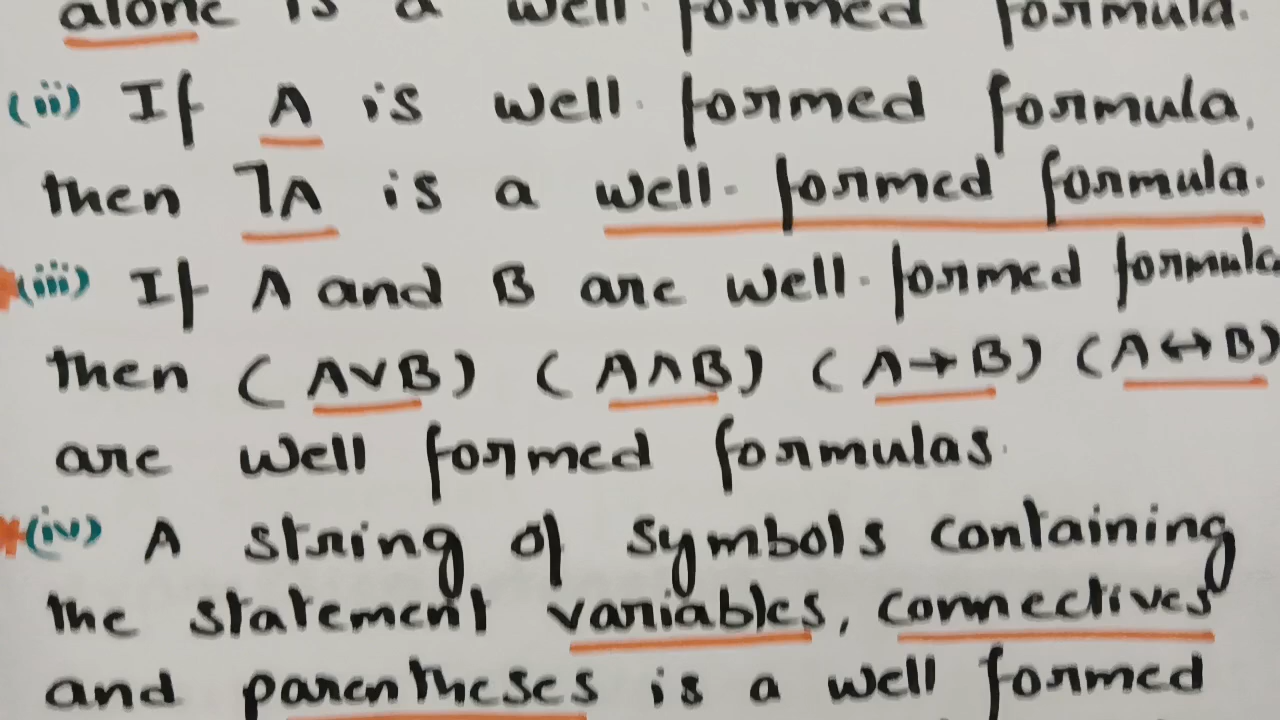 alone is a well-formed formula.
(ii) If A is well-formed formula,
then ⅂A is a well-formed formula.
(iii) If A and B are well-formed formula
then (A∨B) (A∧B) (A→B) (A↔B)
are well formed formulas.
(iv) A string of symbols containing
the statement variables, connectives
and parentheses is a well formed